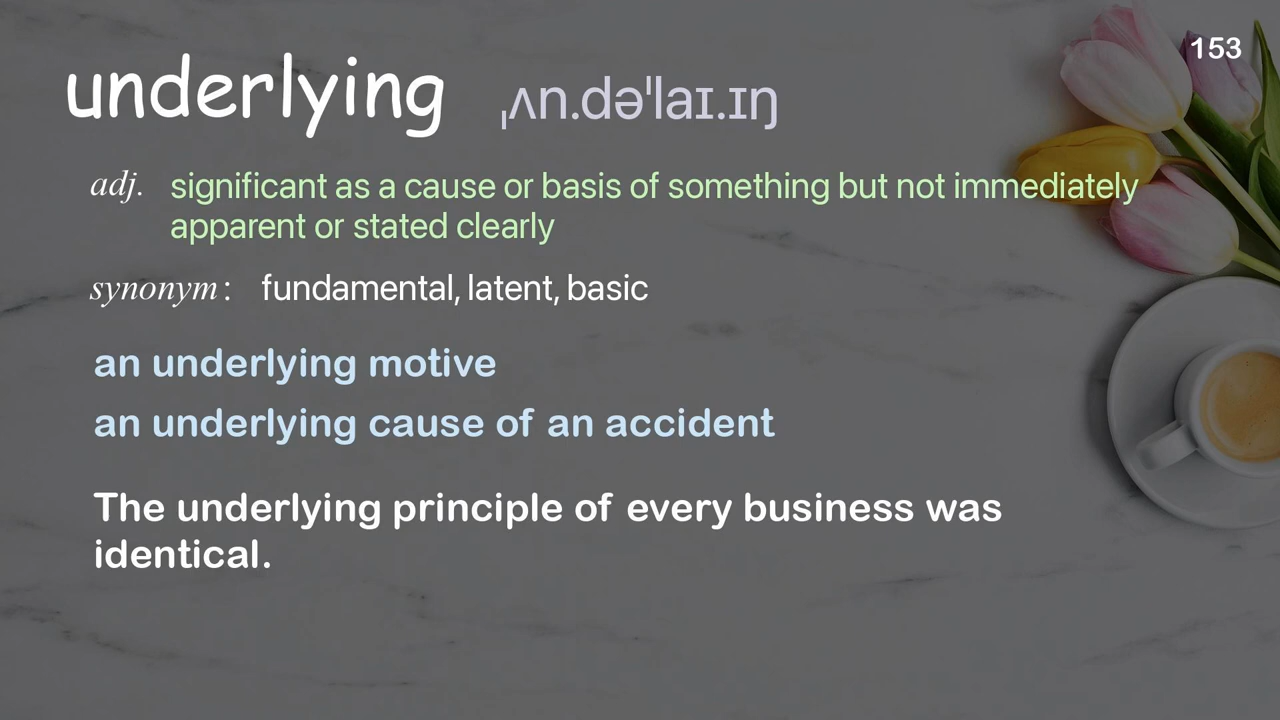 153
underlying ˌʌn.dəˈlaɪ.ɪŋ
adj. significant as a cause or basis of something but not immediately
apparent or stated clearly
synonym: fundamental, latent, basic
an underlying motive
an underlying cause of an accident
The underlying principle of every business was
identical.